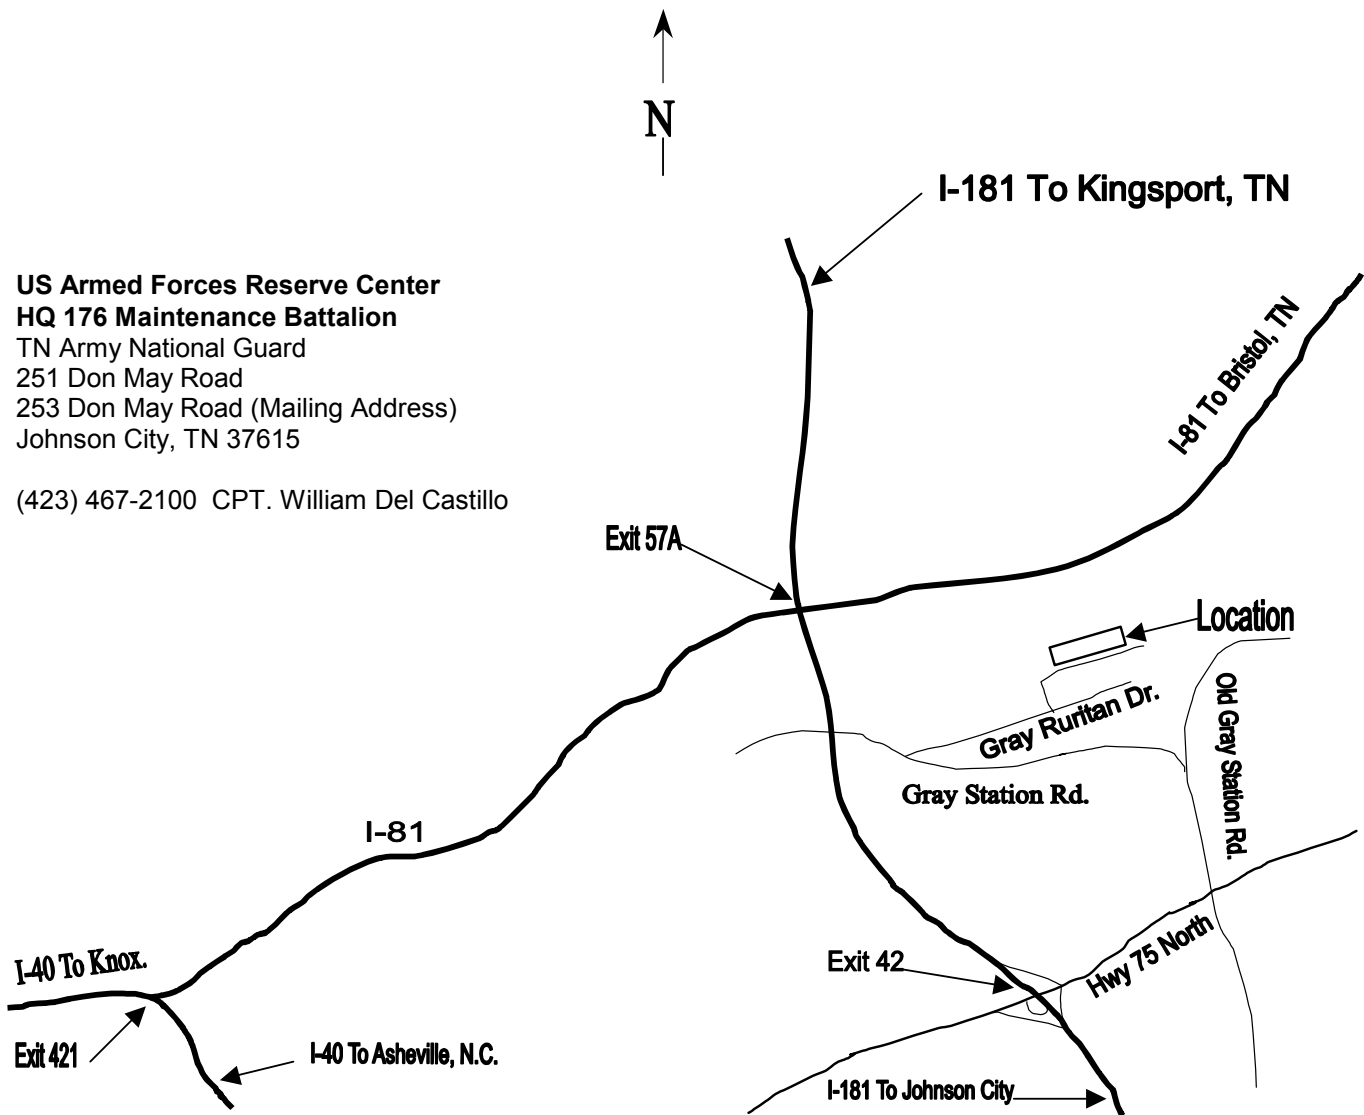 N
I-181 To Kingsport, TN
US Armed Forces Reserve Center
HQ 176 Maintenance Battalion
TN Army National Guard
251 Don May Road
253 Don May Road (Mailing Address)
Johnson City, TN 37615
(423) 467-2100  CPT. William Del Castillo
I-81 To Bristol, TN
Exit 57A
Location
Gray Ruritan Dr.
Old Gray Station Rd.
Gray Station Rd.
I-81
I-40 To Knox.
Exit 42
Hwy 75 North
Exit 421
I-40 To Asheville, N.C.
I-181 To Johnson City